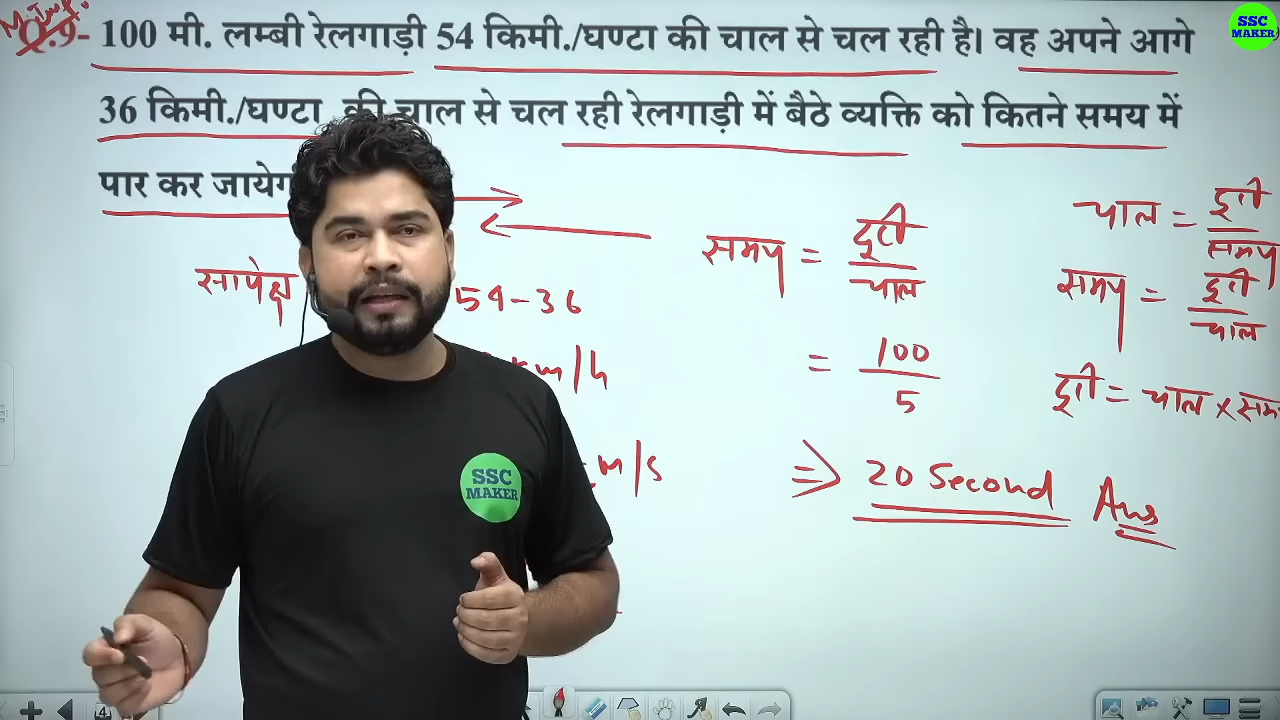 SSC
MAKER
Q.9- 100 मी. लम्बी रेलगाड़ी 54 किमी./घण्टा की चाल से चल रही है। वह अपने आगे
36 किमी./घण्टा की चाल से चल रही रेलगाड़ी में बैठे व्यक्ति को कितने समय में
पार कर जायेगी
सापेक्ष
54-36
km/h
m/s
समय = दूरी/चाल
= 100/5
⇒ 20 Second Ans
चाल = दूरी/समय
समय = दूरी/चाल
दूरी = चाल × सम
SSC
MAKER